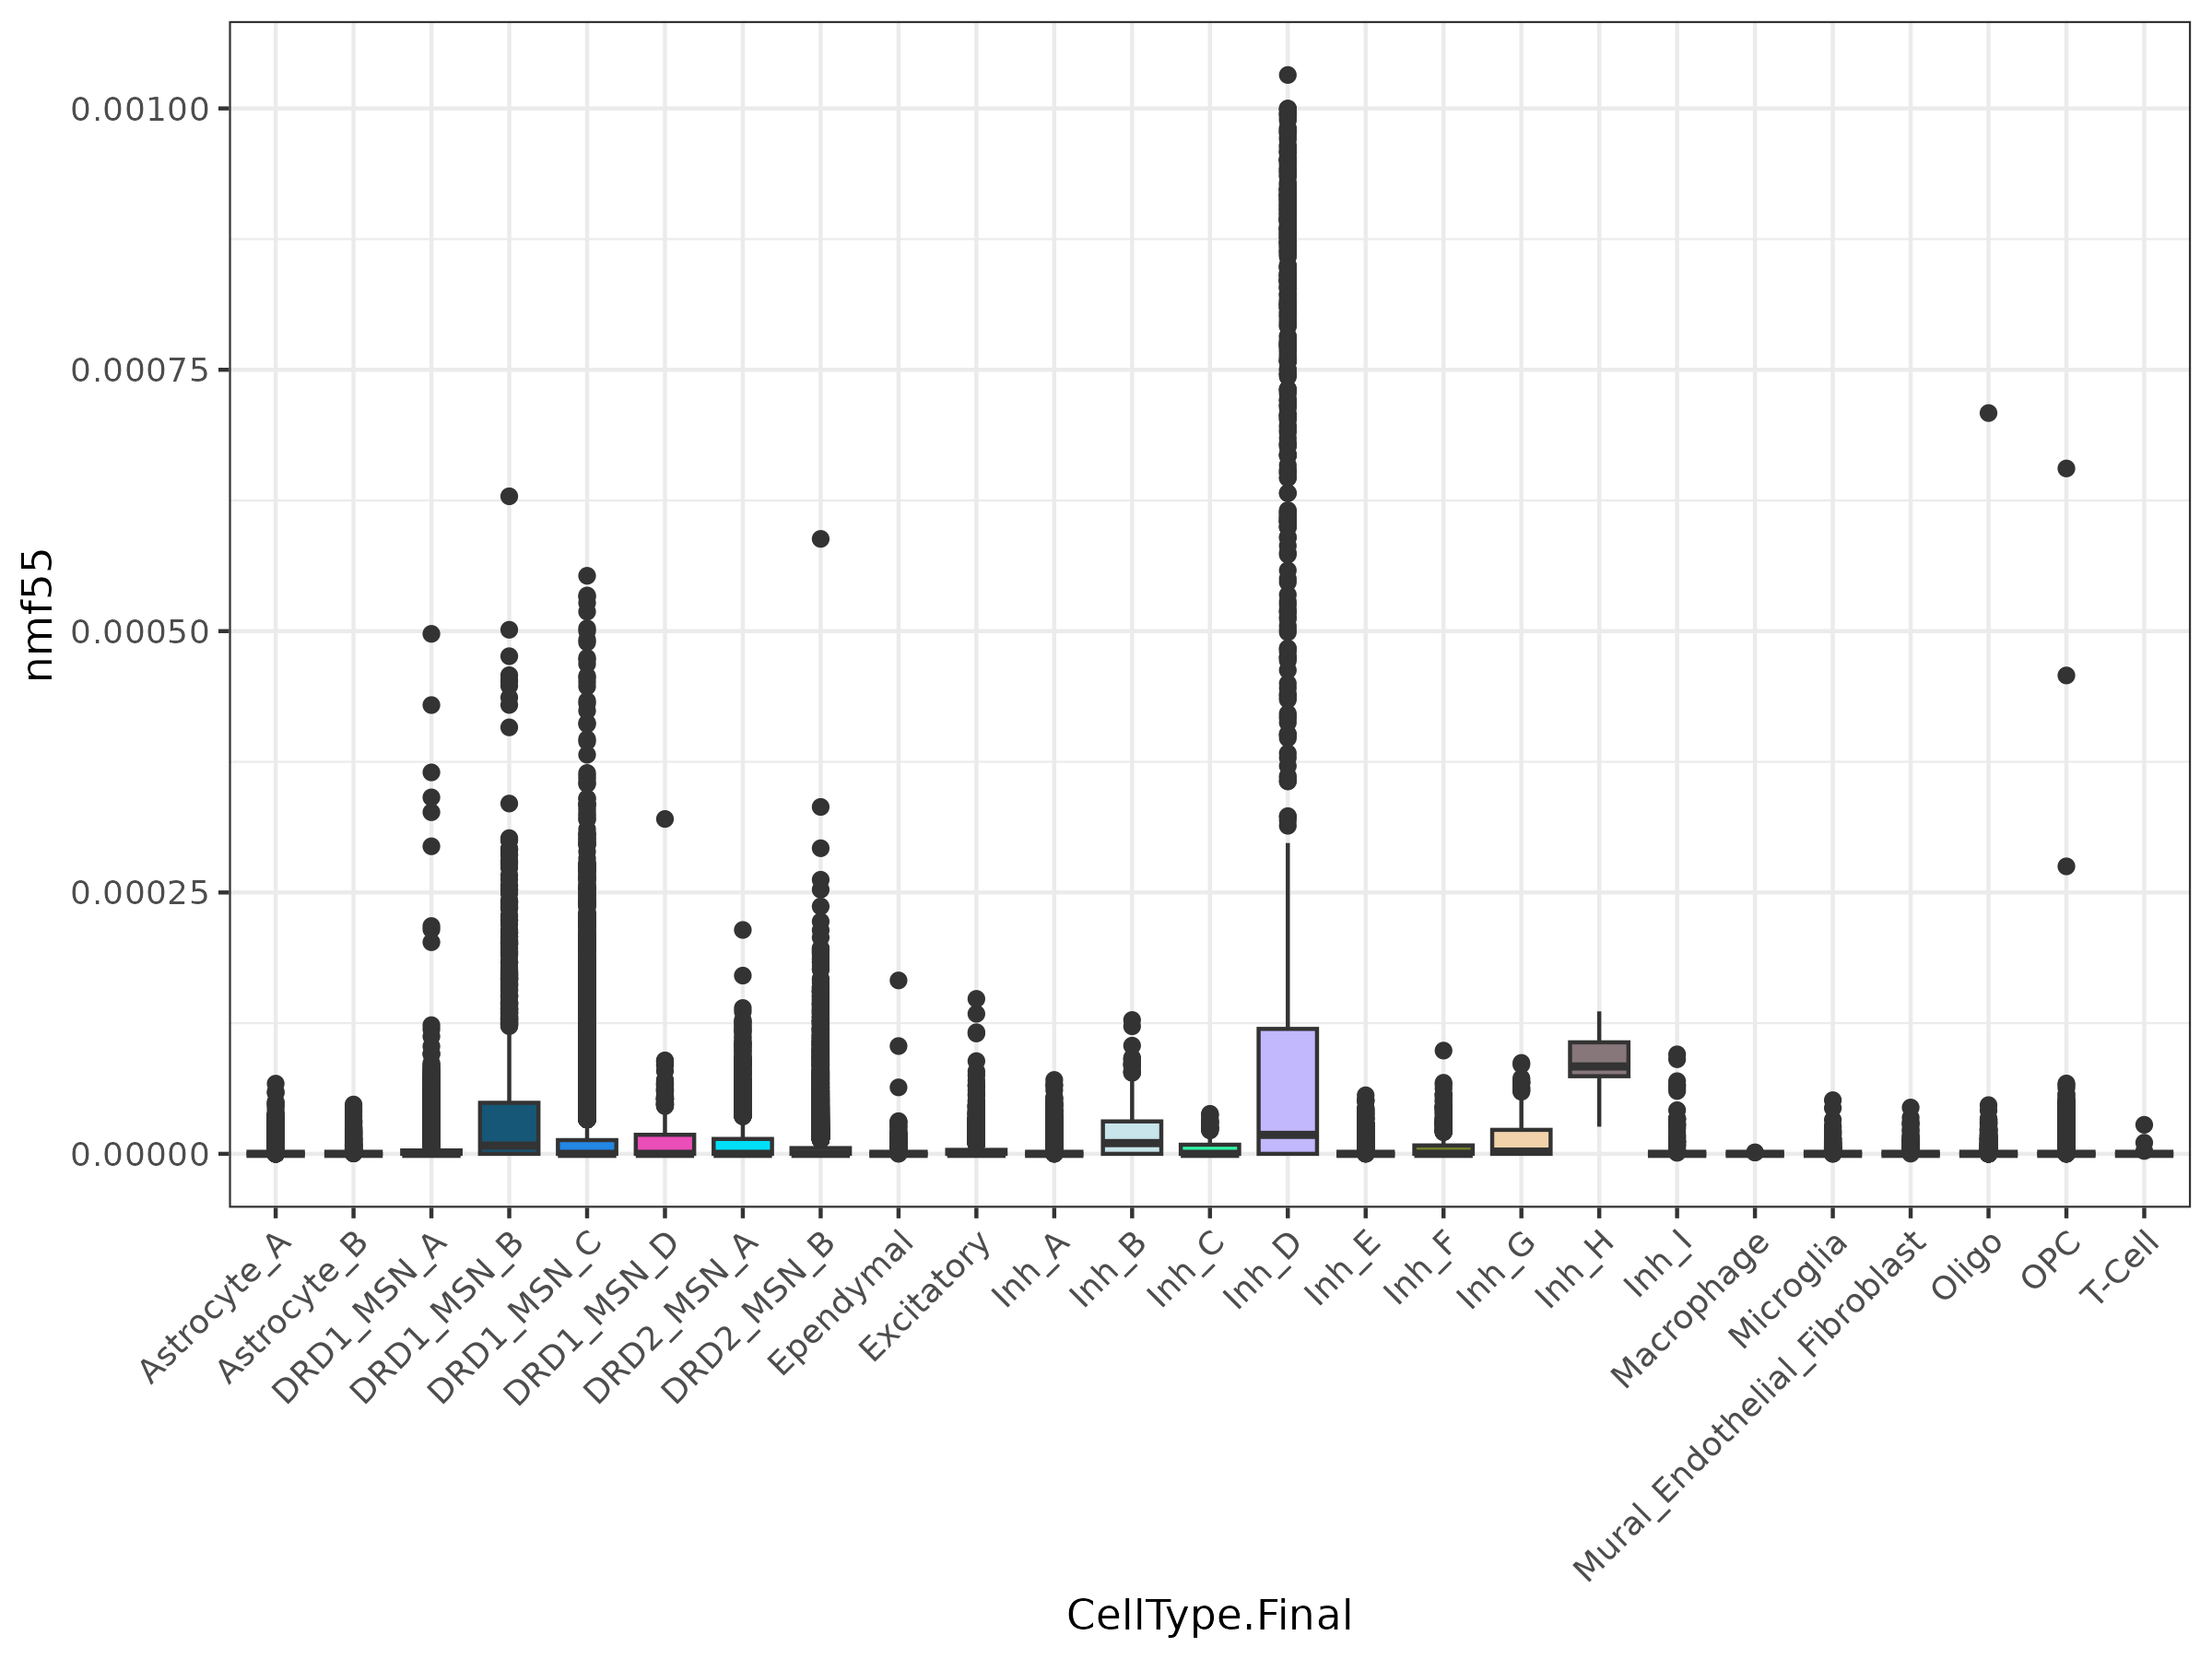 nmf55
0.00100
0.00075
0.00050
0.00025
0.00000
Astrocyte_A
Astrocyte_B
DRD1_MSN_A
DRD1_MSN_B
DRD1_MSN_C
DRD1_MSN_D
DRD2_MSN_A
DRD2_MSN_B
Ependymal
Excitatory
Inh_A
Inh_B
Inh_C
Inh_D
Inh_E
Inh_F
Inh_G
Inh_H
Inh_I
Macrophage
Microglia
Mural_Endothelial_Fibroblast
Oligo
OPC
T-Cell
CellType.Final